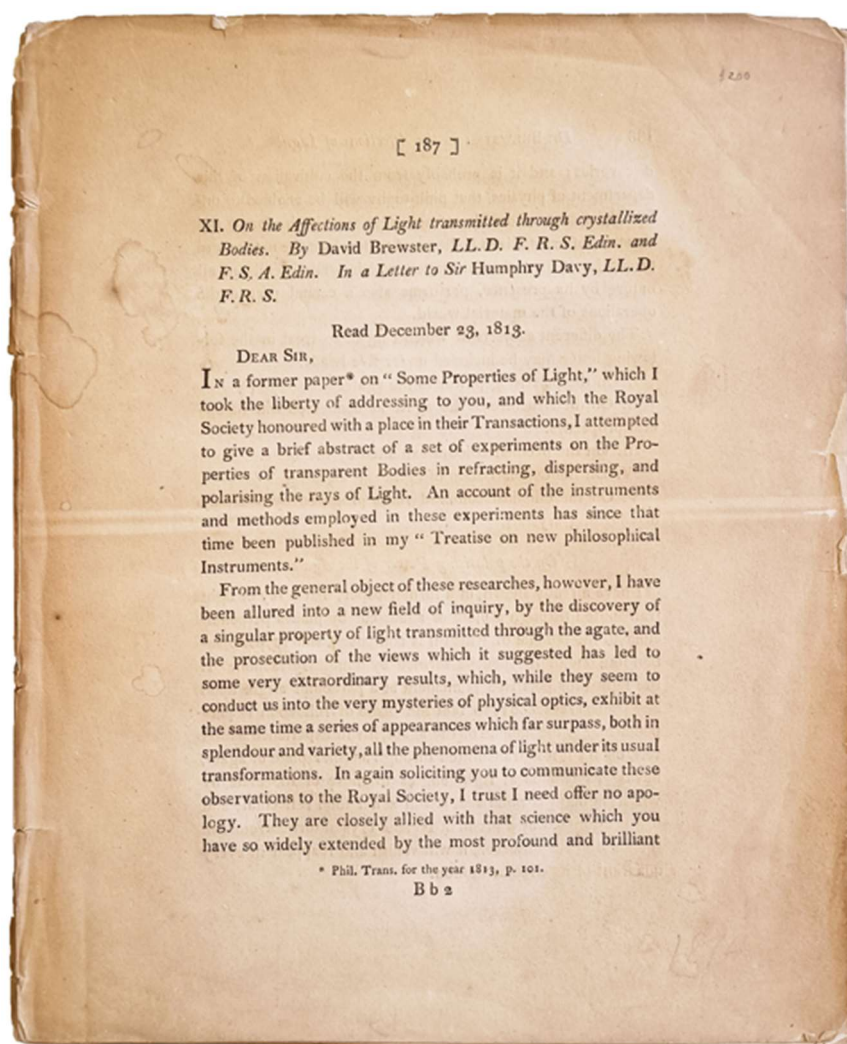 $200
[ 187 ]
XI. On the Affections of Light transmitted through crystallized
Bodies. By David Brewster, LL. D. F. R. S. Edin. and
F. S. A. Edin. In a Letter to Sir Humphry Davy, LL. D.
F. R. S.
Read December 23, 1813.
DEAR SIR,
IN a former paper* on “ Some Properties of Light,” which I
took the liberty of addressing to you, and which the Royal
Society honoured with a place in their Transactions, I attempted
to give a brief abstract of a set of experiments on the Pro-
perties of transparent Bodies in refracting, dispersing, and
polarising the rays of Light. An account of the instruments
and methods employed in these experiments has since that
time been published in my “ Treatise on new philosophical
Instruments.”
From the general object of these researches, however, I have
been allured into a new field of inquiry, by the discovery of
a singular property of light transmitted through the agate, and
the prosecution of the views which it suggested has led to
some very extraordinary results, which, while they seem to
conduct us into the very mysteries of physical optics, exhibit at
the same time a series of appearances which far surpass, both in
splendour and variety, all the phenomena of light under its usual
transformations. In again soliciting you to communicate these
observations to the Royal Society, I trust I need offer no apo-
logy. They are closely allied with that science which you
have so widely extended by the most profound and brilliant
* Phil. Trans. for the year 1813, p. 101.
B b 2